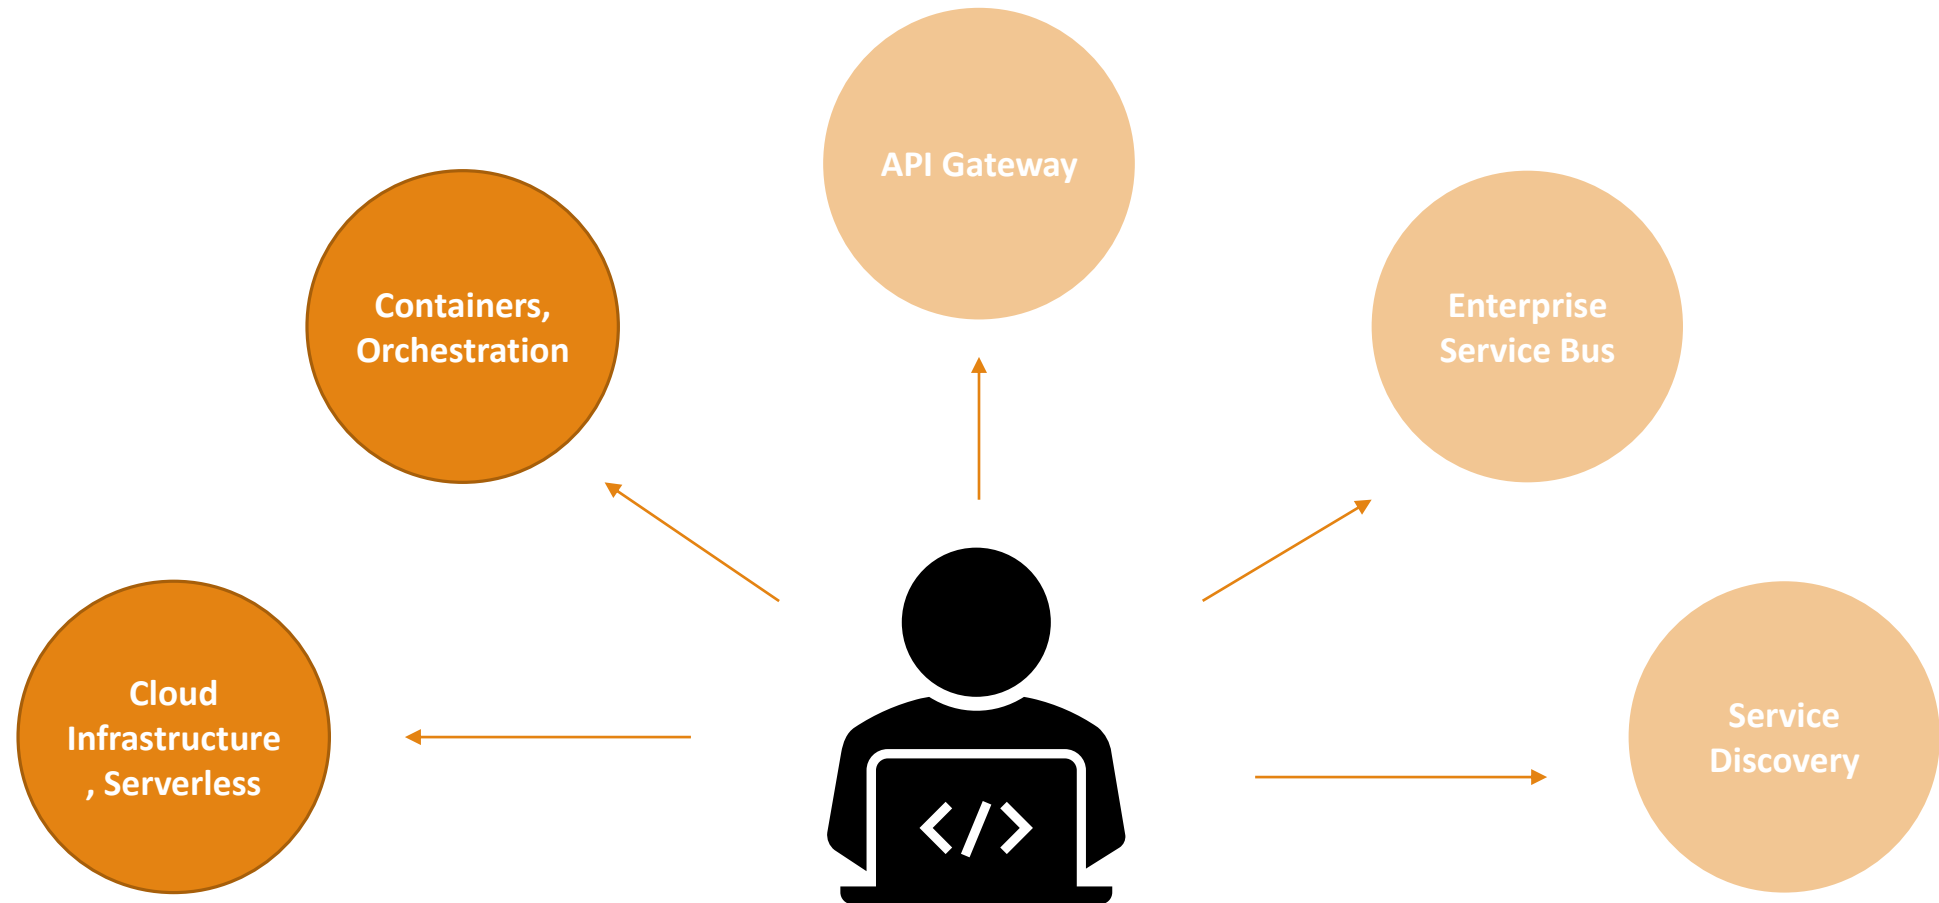 API Gateway
Containers,
Orchestration
Enterprise
Service Bus
Cloud
Infrastructure
, Serverless
Service
Discovery
</>